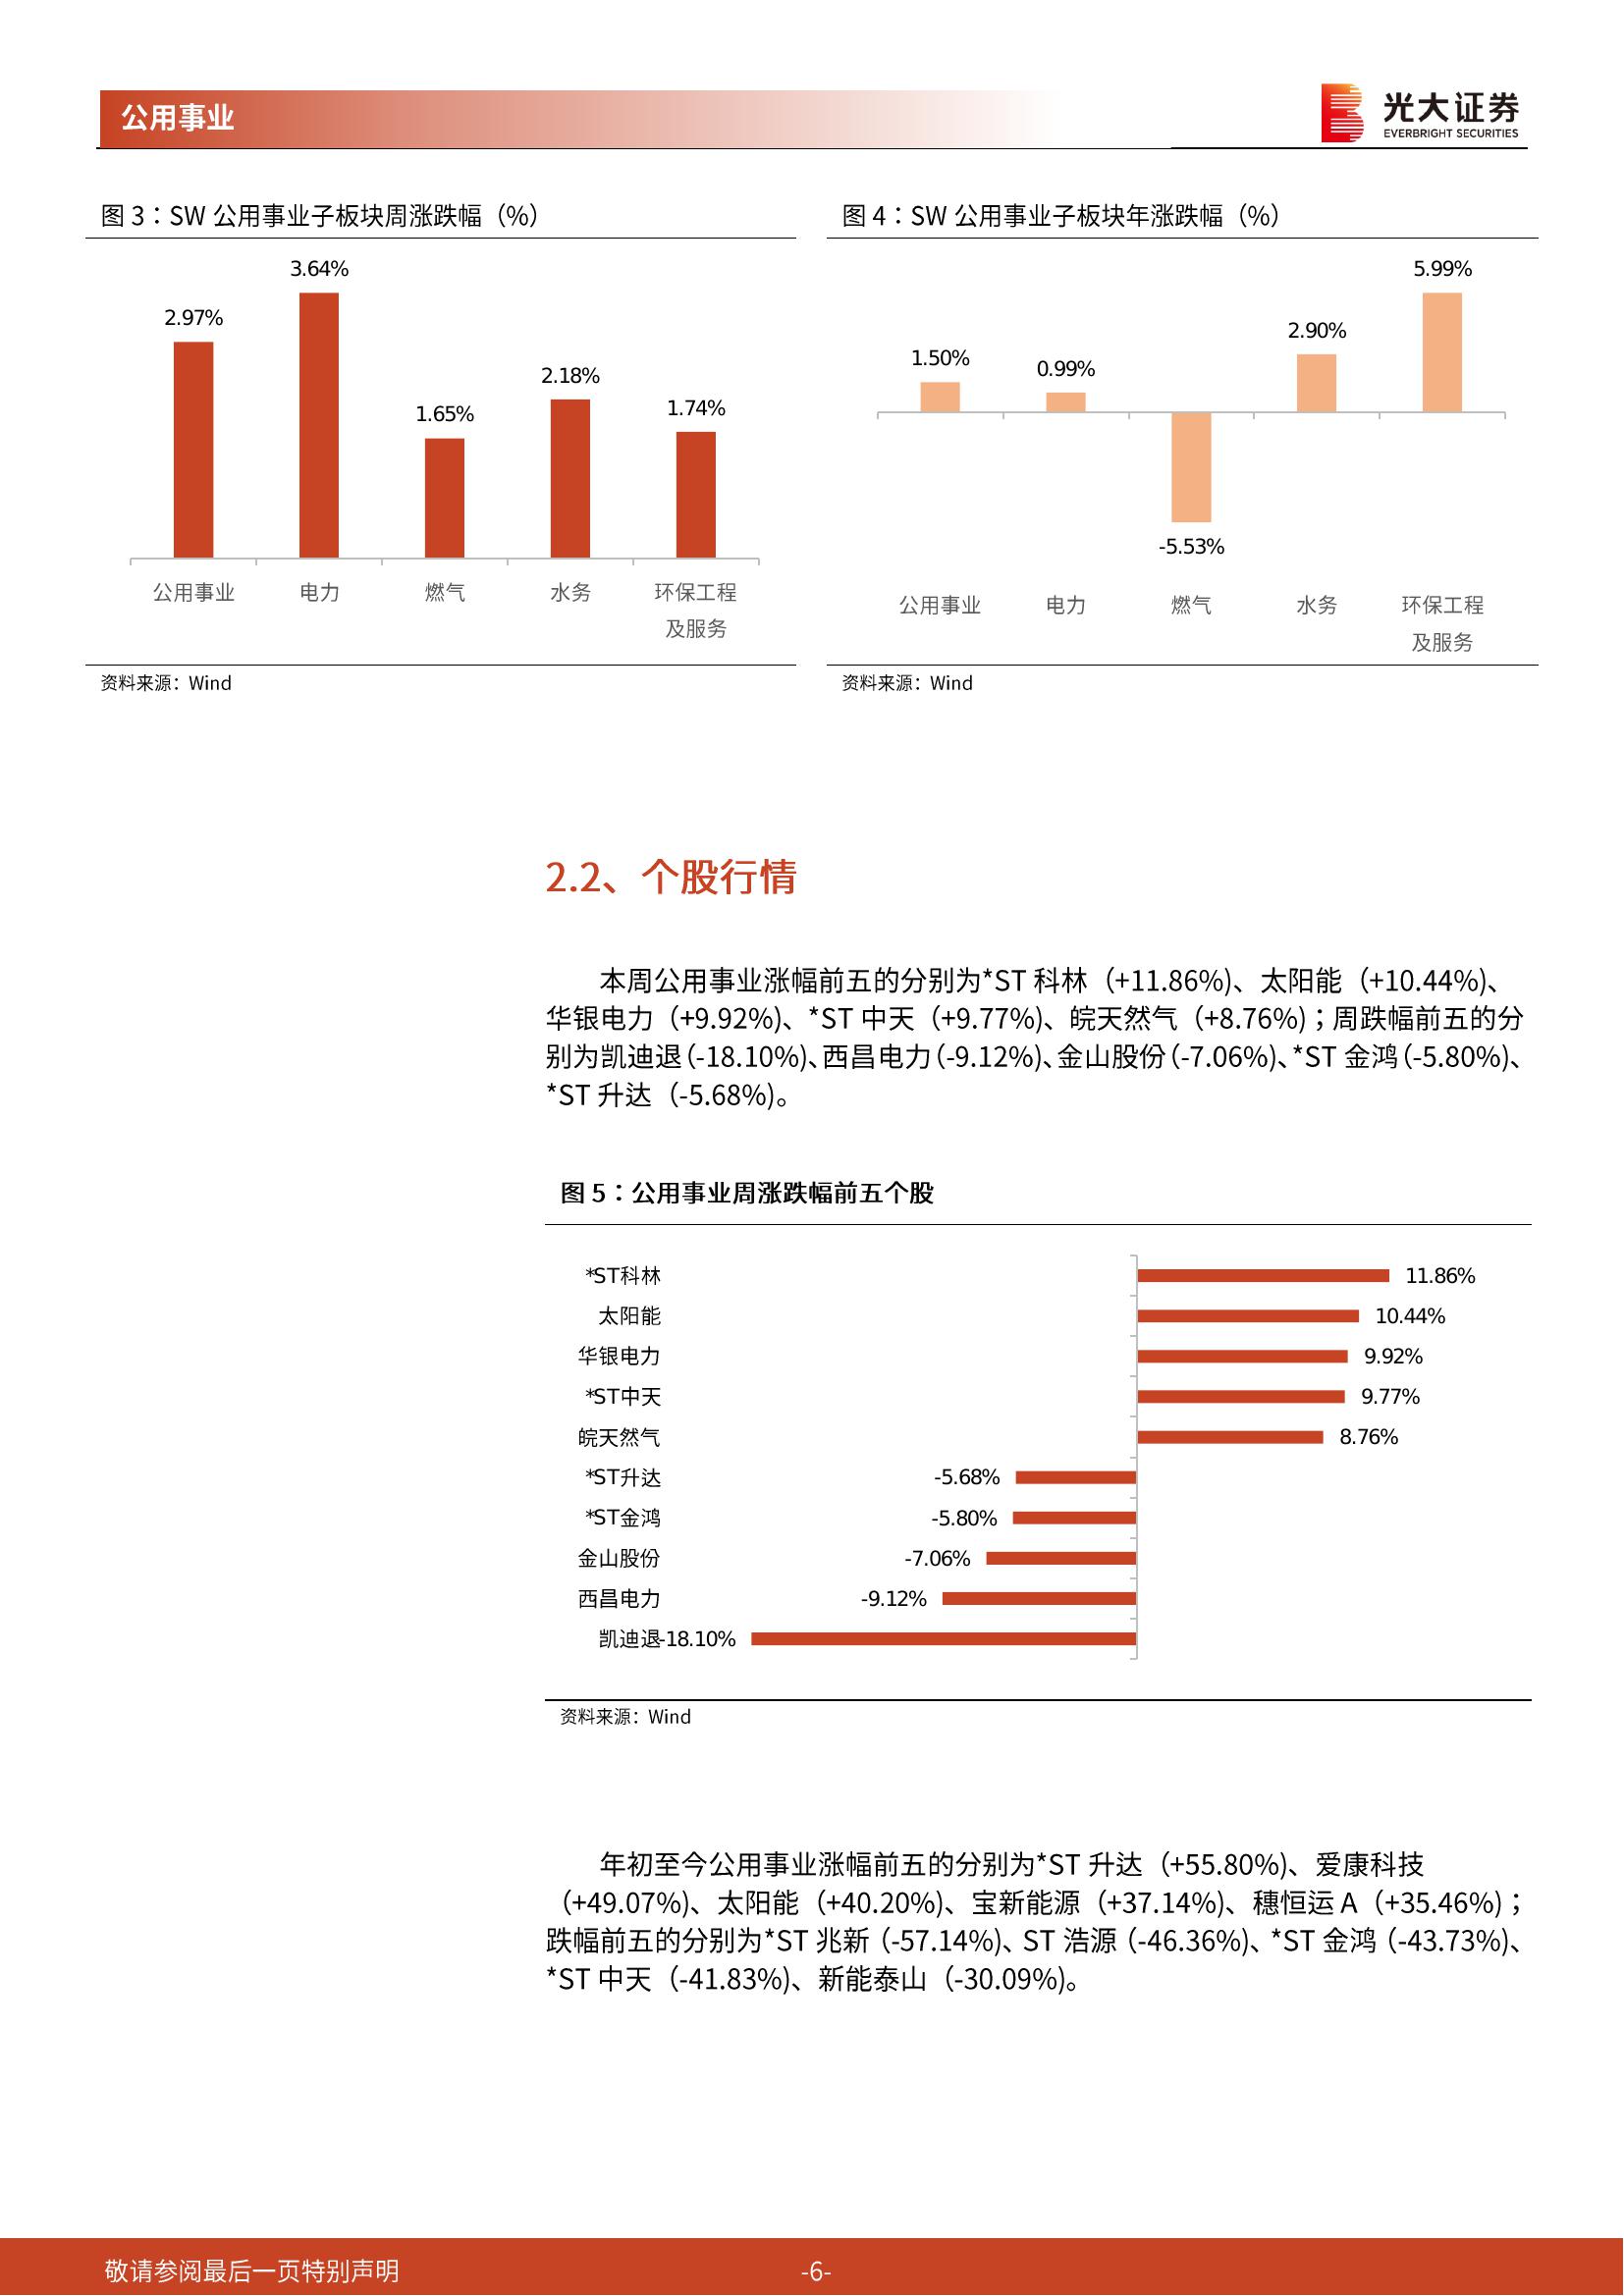 公用事业
光大证券
EVERBRIGHT SECURITIES
图 3：SW 公用事业子板块周涨跌幅（%）
2.97%
3.64%
1.65%
2.18%
1.74%
公用事业
电力
燃气
水务
环保工程
及服务
资料来源：Wind
图 4：SW 公用事业子板块年涨跌幅（%）
1.50%
0.99%
-5.53%
2.90%
5.99%
公用事业
电力
燃气
水务
环保工程
及服务
资料来源：Wind
2.2、个股行情
本周公用事业涨幅前五的分别为*ST 科林（+11.86%)、太阳能（+10.44%)、
华银电力（+9.92%)、*ST 中天（+9.77%)、皖天然气（+8.76%)；周跌幅前五的分
别为凯迪退（-18.10%)、西昌电力（-9.12%)、金山股份（-7.06%)、*ST 金鸿（-5.80%)、
*ST 升达（-5.68%)。
图 5：公用事业周涨跌幅前五个股
*ST科林 11.86%
太阳能 10.44%
华银电力 9.92%
*ST中天 9.77%
皖天然气 8.76%
*ST升达 -5.68%
*ST金鸿 -5.80%
金山股份 -7.06%
西昌电力 -9.12%
凯迪退 -18.10%
资料来源：Wind
年初至今公用事业涨幅前五的分别为*ST 升达（+55.80%)、爱康科技
（+49.07%)、太阳能（+40.20%)、宝新能源（+37.14%)、穗恒运 A（+35.46%)；
跌幅前五的分别为*ST 兆新（-57.14%)、ST 浩源（-46.36%)、*ST 金鸿（-43.73%)、
*ST 中天（-41.83%)、新能泰山（-30.09%)。
敬请参阅最后一页特别声明
-6-